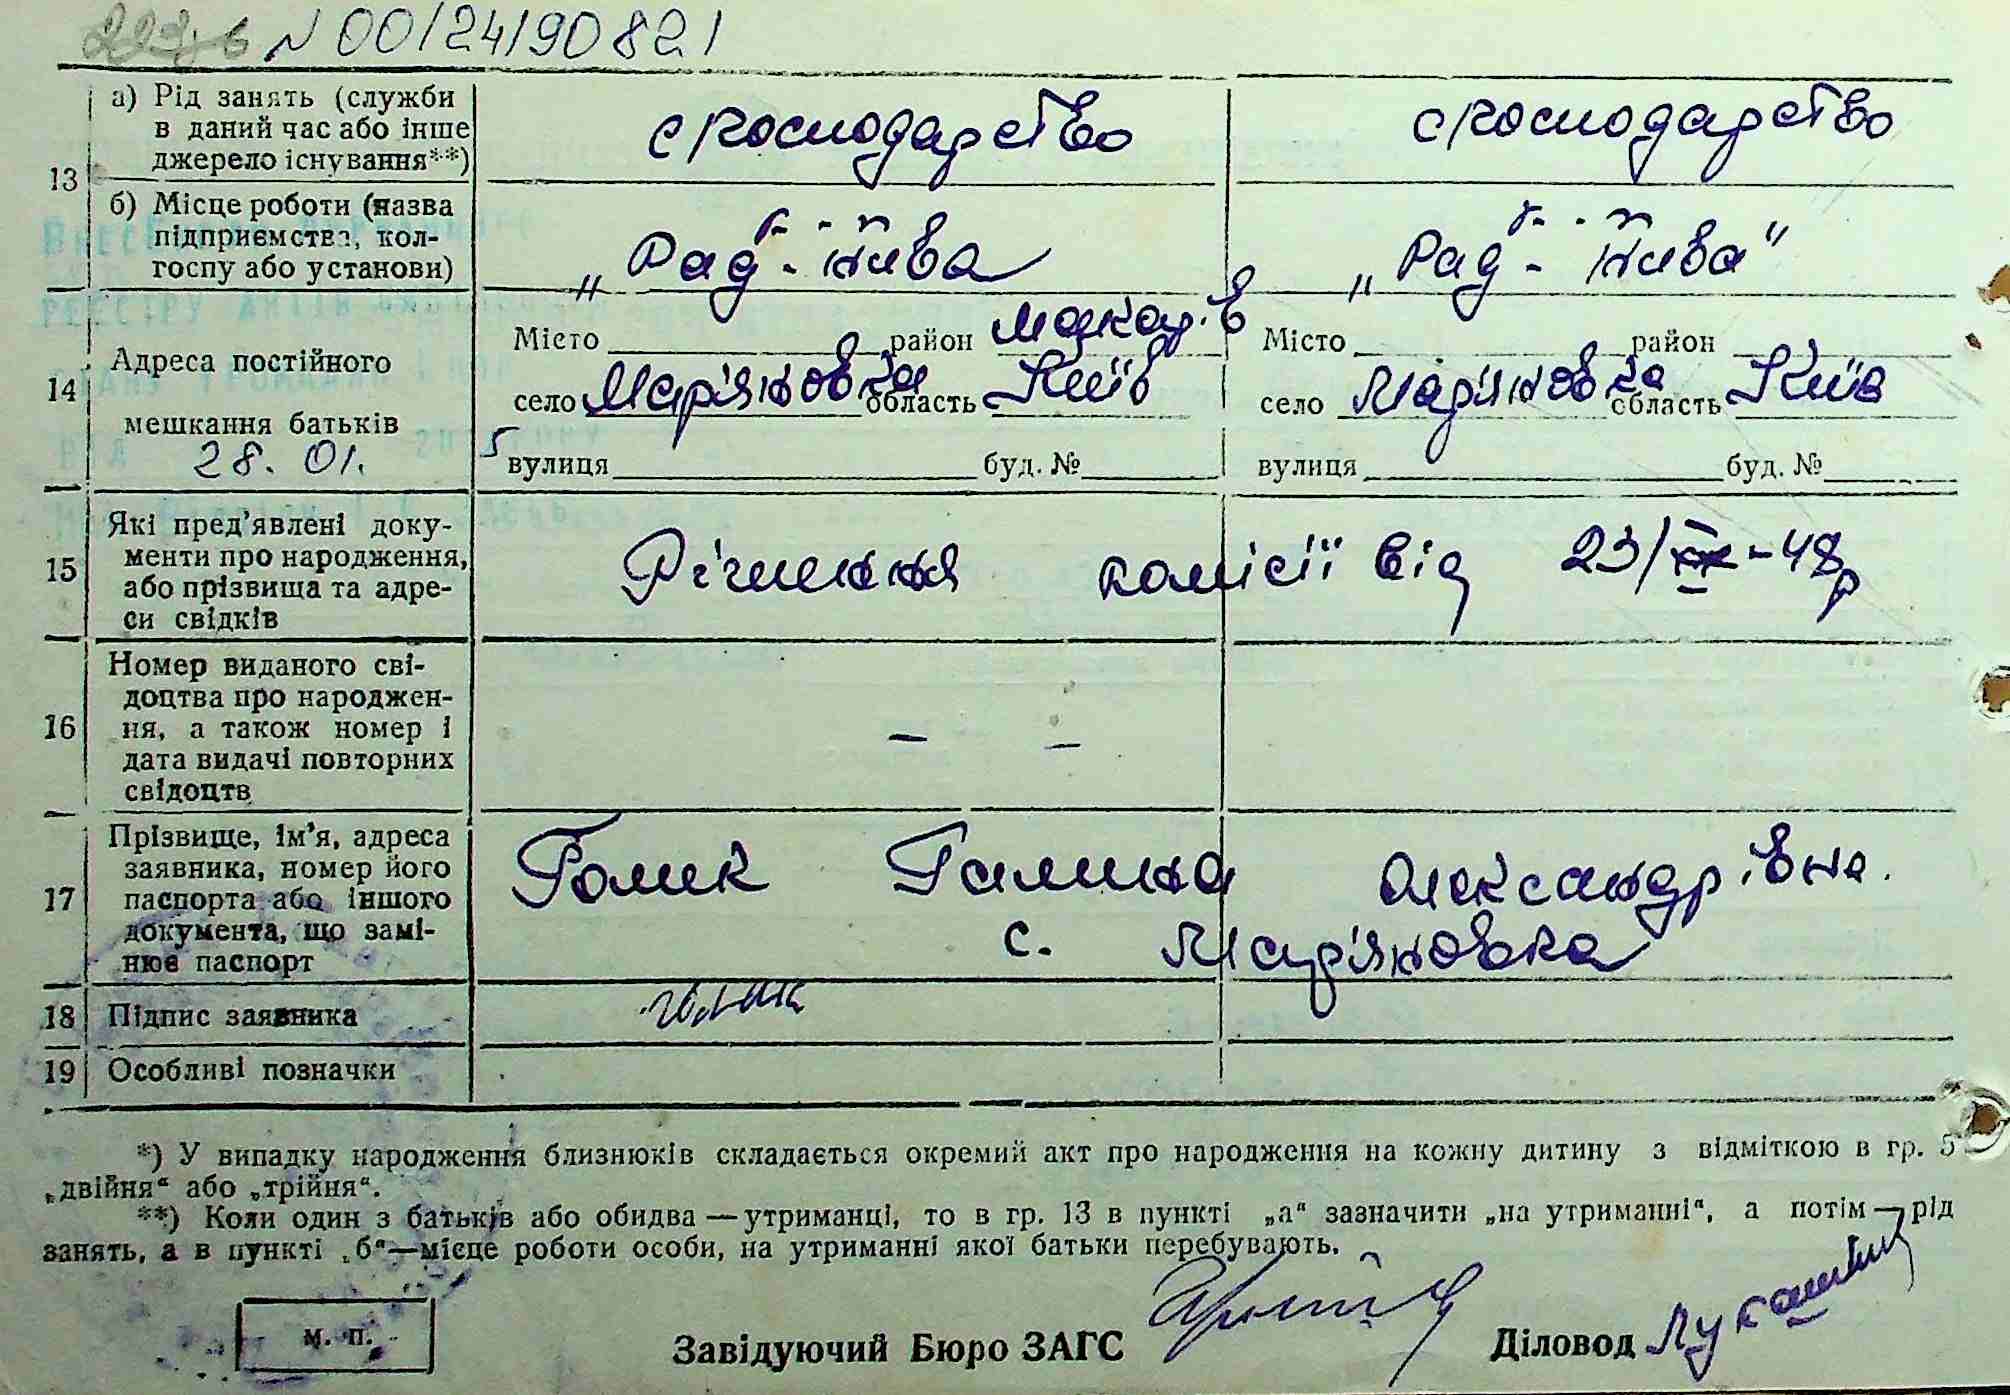 N 00124190821
а) Рід занять (служби в даний час або інше джерело існування**)
с господарство
с господарство
13
б) Місце роботи (назва підприємства, колгоспу або установи)
„Рад. Нива
„Рад. Нива"
14
Адреса постійного мешкання батьків
28. 01.
Місто район Макарів
село Мар'яновка область Київ
вулиця буд. №
Місто район
село Мар'яновка область Київ
вулиця буд. №
15
Які пред'явлені документи про народження, або прізвища та адреси свідків
Рішення комісії від 23/ -48р
16
Номер виданого свідоцтва про народження, а також номер і дата видачі повторних свідоцтв
— —
17
Прізвище, ім'я, адреса заявника, номер його паспорта або іншого документа, що замінює паспорт
Гомик Галина Олександрівна.
с. Мар'яновка
18
Підпис заявника
19
Особливі позначки
*) У випадку народження близнюків складається окремий акт про народження на кожну дитину з відміткою в гр. 5
„двійня" або „трійня".
**) Коли один з батьків або обидва — утриманці, то в гр. 13 в пункті „а" зазначити „на утриманні", а потім — рід
занять, а в пункті „б"—місце роботи особи, на утриманні якої батьки перебувають.
м. п.
Завідуючий Бюро ЗАГС
Діловод